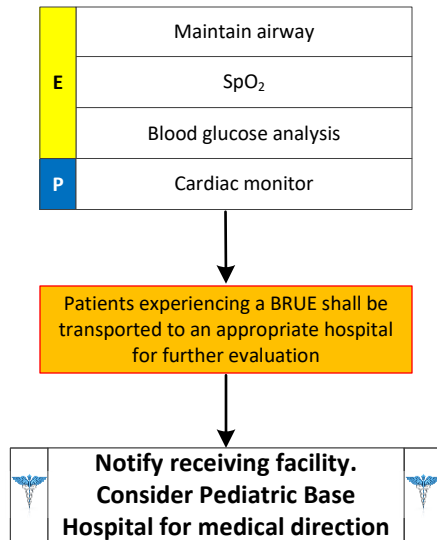 E
Maintain airway
SpO₂
Blood glucose analysis
P
Cardiac monitor
Patients experiencing a BRUE shall be
transported to an appropriate hospital
for further evaluation
Notify receiving facility.
Consider Pediatric Base
Hospital for medical direction